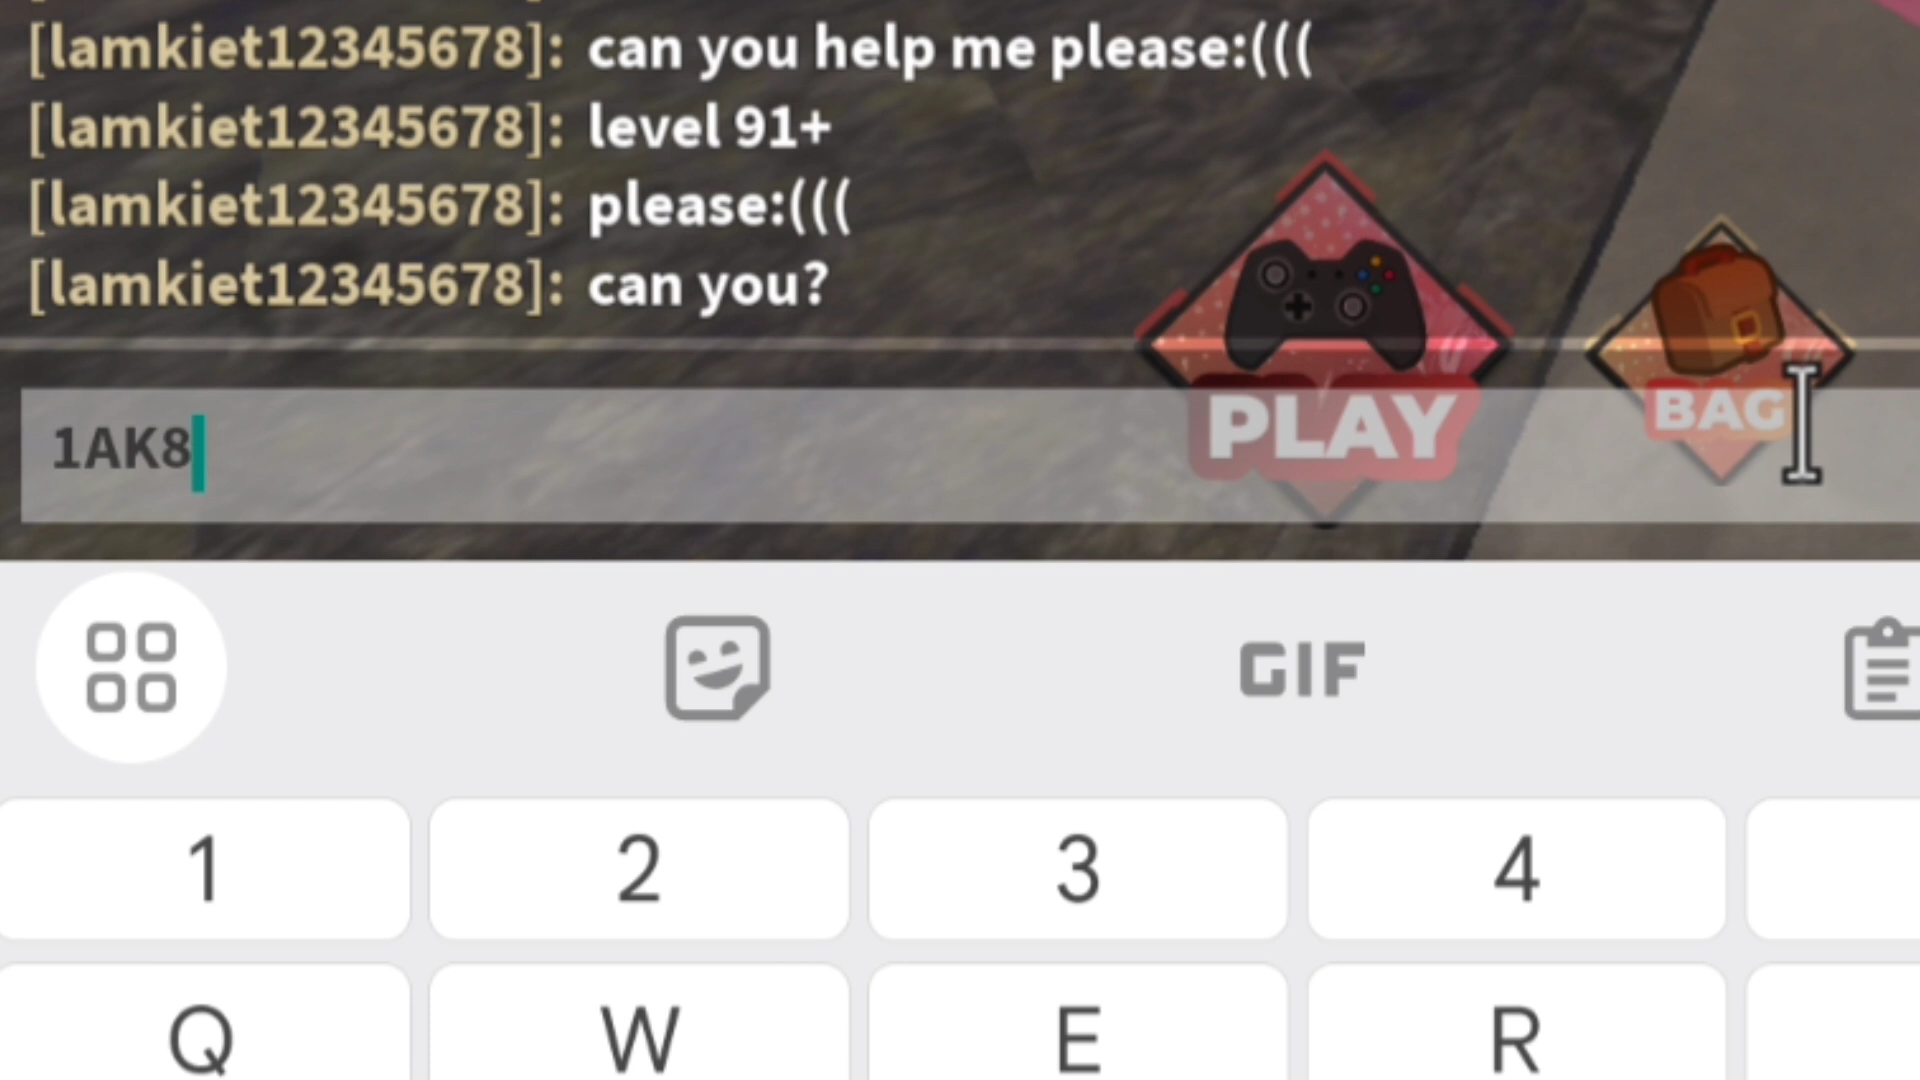 [lamkiet12345678]: can you help me please:(((
[lamkiet12345678]: level 91+
[lamkiet12345678]: please:(((
[lamkiet12345678]: can you?
PLAY
BAG
1AK8
GIF
1 2 3 4
Q W E R